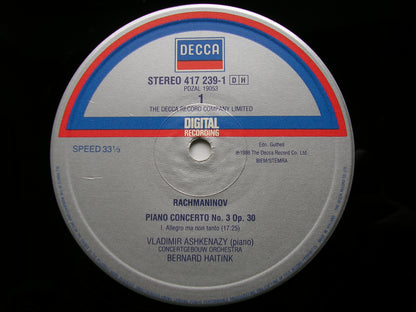 DECCA
STEREO 417 239-1 D H
PDZAL 19053
1
THE DECCA RECORD COMPANY LIMITED
DIGITAL
RECORDING
SPEED 33⅓
Edn. Gutheil
℗ 1986 The Decca Record Co. Ltd.
BIEM/STEMRA
RACHMANINOV
PIANO CONCERTO No. 3 Op. 30
I. Allegro ma non tanto (17.25)
VLADIMIR ASHKENAZY (piano)
CONCERTGEBOUW ORCHESTRA
BERNARD HAITINK